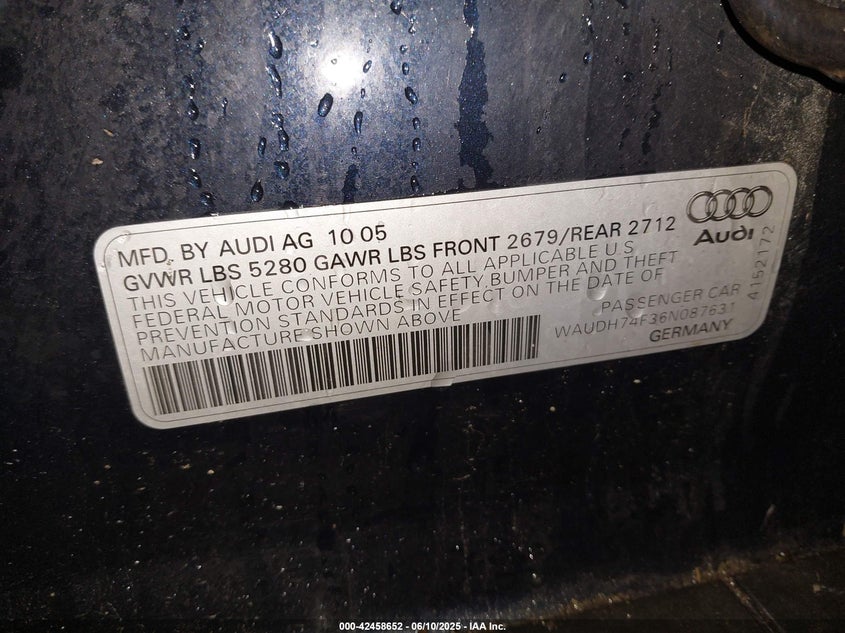 MFD. BY AUDI AG 10 05
GVWR LBS 5280 GAWR LBS FRONT 2679/REAR 2712
THIS VEHICLE CONFORMS TO ALL APPLICABLE U.S
FEDERAL MOTOR VEHICLE SAFETY,BUMPER AND THEFT
PREVENTION STANDARDS IN EFFECT ON THE DATE OF
MANUFACTURE SHOWN ABOVE
PASSENGER CAR
WAUDH74F36N087631
GERMANY
Audi
4152172
000-42458652 - 06/10/2025 - IAA Inc.